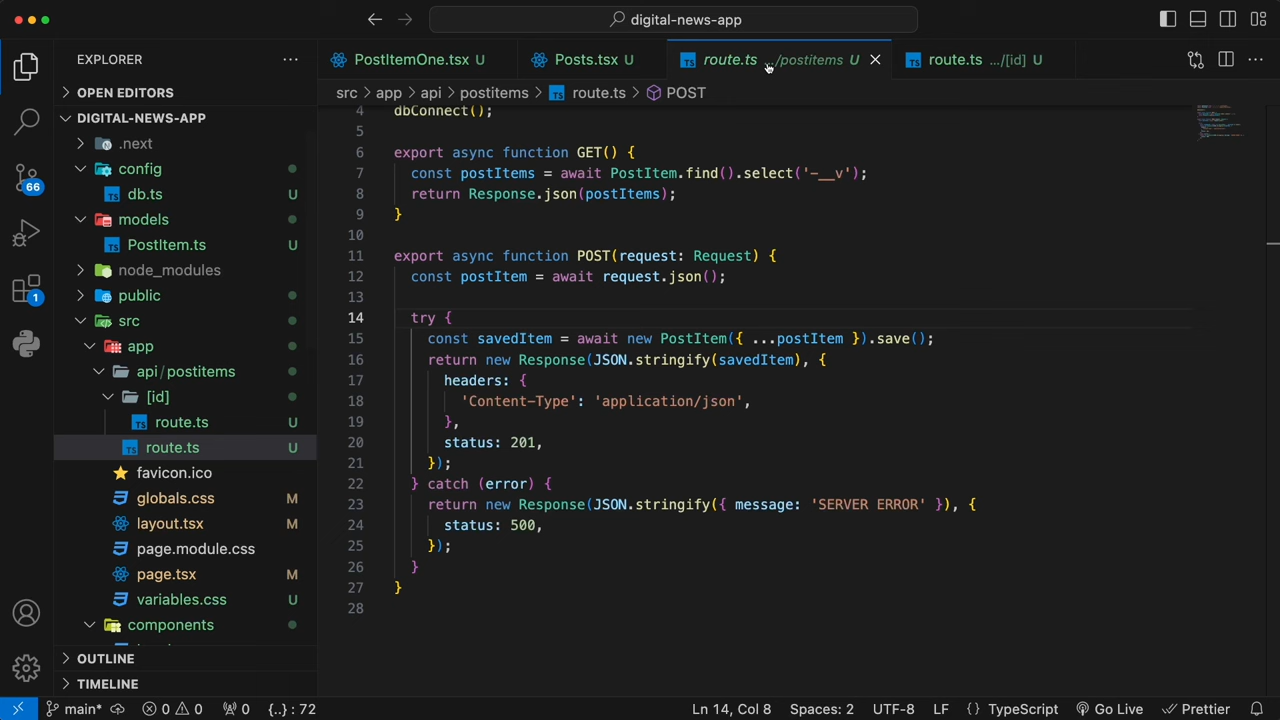 digital-news-app
EXPLORER
OPEN EDITORS
DIGITAL-NEWS-APP
.next
config
db.ts U
models
PostItem.ts U
node_modules
public
src
app
api/postitems
[id]
route.ts U
route.ts U
favicon.ico
globals.css M
layout.tsx M
page.module.css
page.tsx M
variables.css U
components
OUTLINE
TIMELINE
66
1
PostItemOne.tsx U
Posts.tsx U
route.ts .../postitems U
route.ts .../[id] U
src > app > api > postitems > route.ts > POST
4 dbConnect();
5
6 export async function GET() {
7 const postItems = await PostItem.find().select('-__v');
8 return Response.json(postItems);
9 }
10
11 export async function POST(request: Request) {
12 const postItem = await request.json();
13
14 try {
15 const savedItem = await new PostItem({ ...postItem }).save();
16 return new Response(JSON.stringify(savedItem), {
17 headers: {
18 'Content-Type': 'application/json',
19 },
20 status: 201,
21 });
22 } catch (error) {
23 return new Response(JSON.stringify({ message: 'SERVER ERROR' }), {
24 status: 500,
25 });
26 }
27 }
28
main* 0 0 0 {..} : 72
Ln 14, Col 8 Spaces: 2 UTF-8 LF {} TypeScript Go Live Prettier